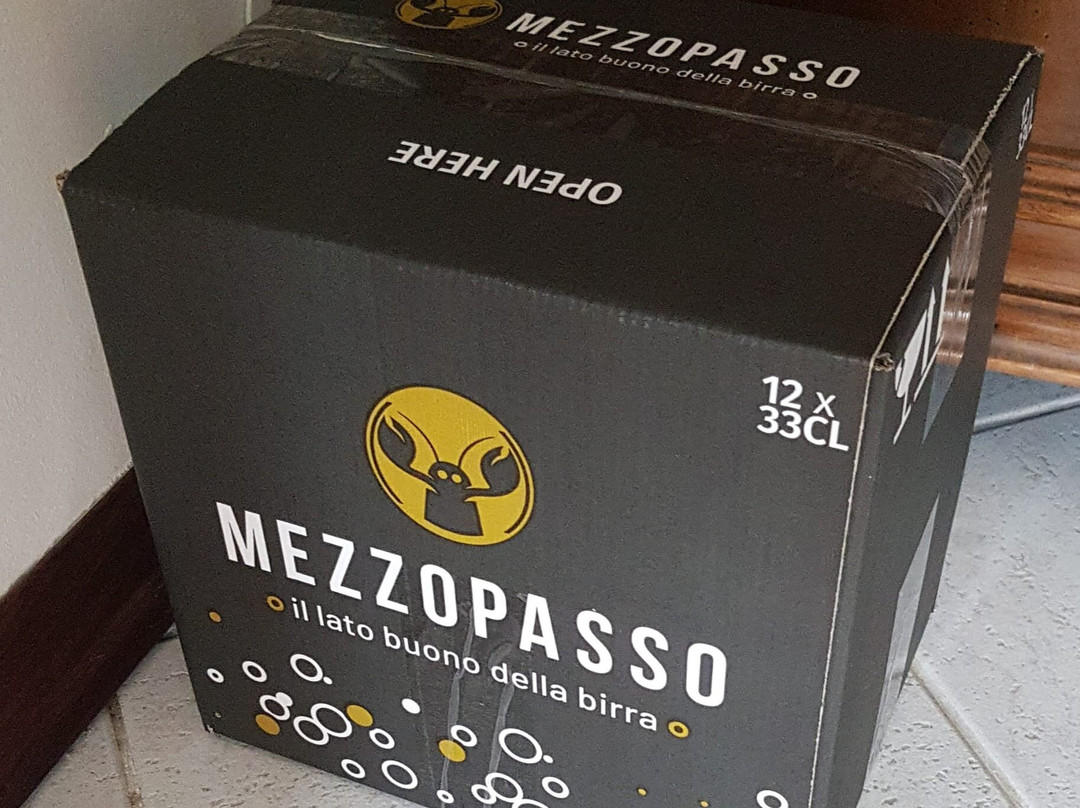 MEZZOPASSO
il lato buono della birra
OPEN HERE
12 X
33CL
MEZZOPASSO
il lato buono della birra